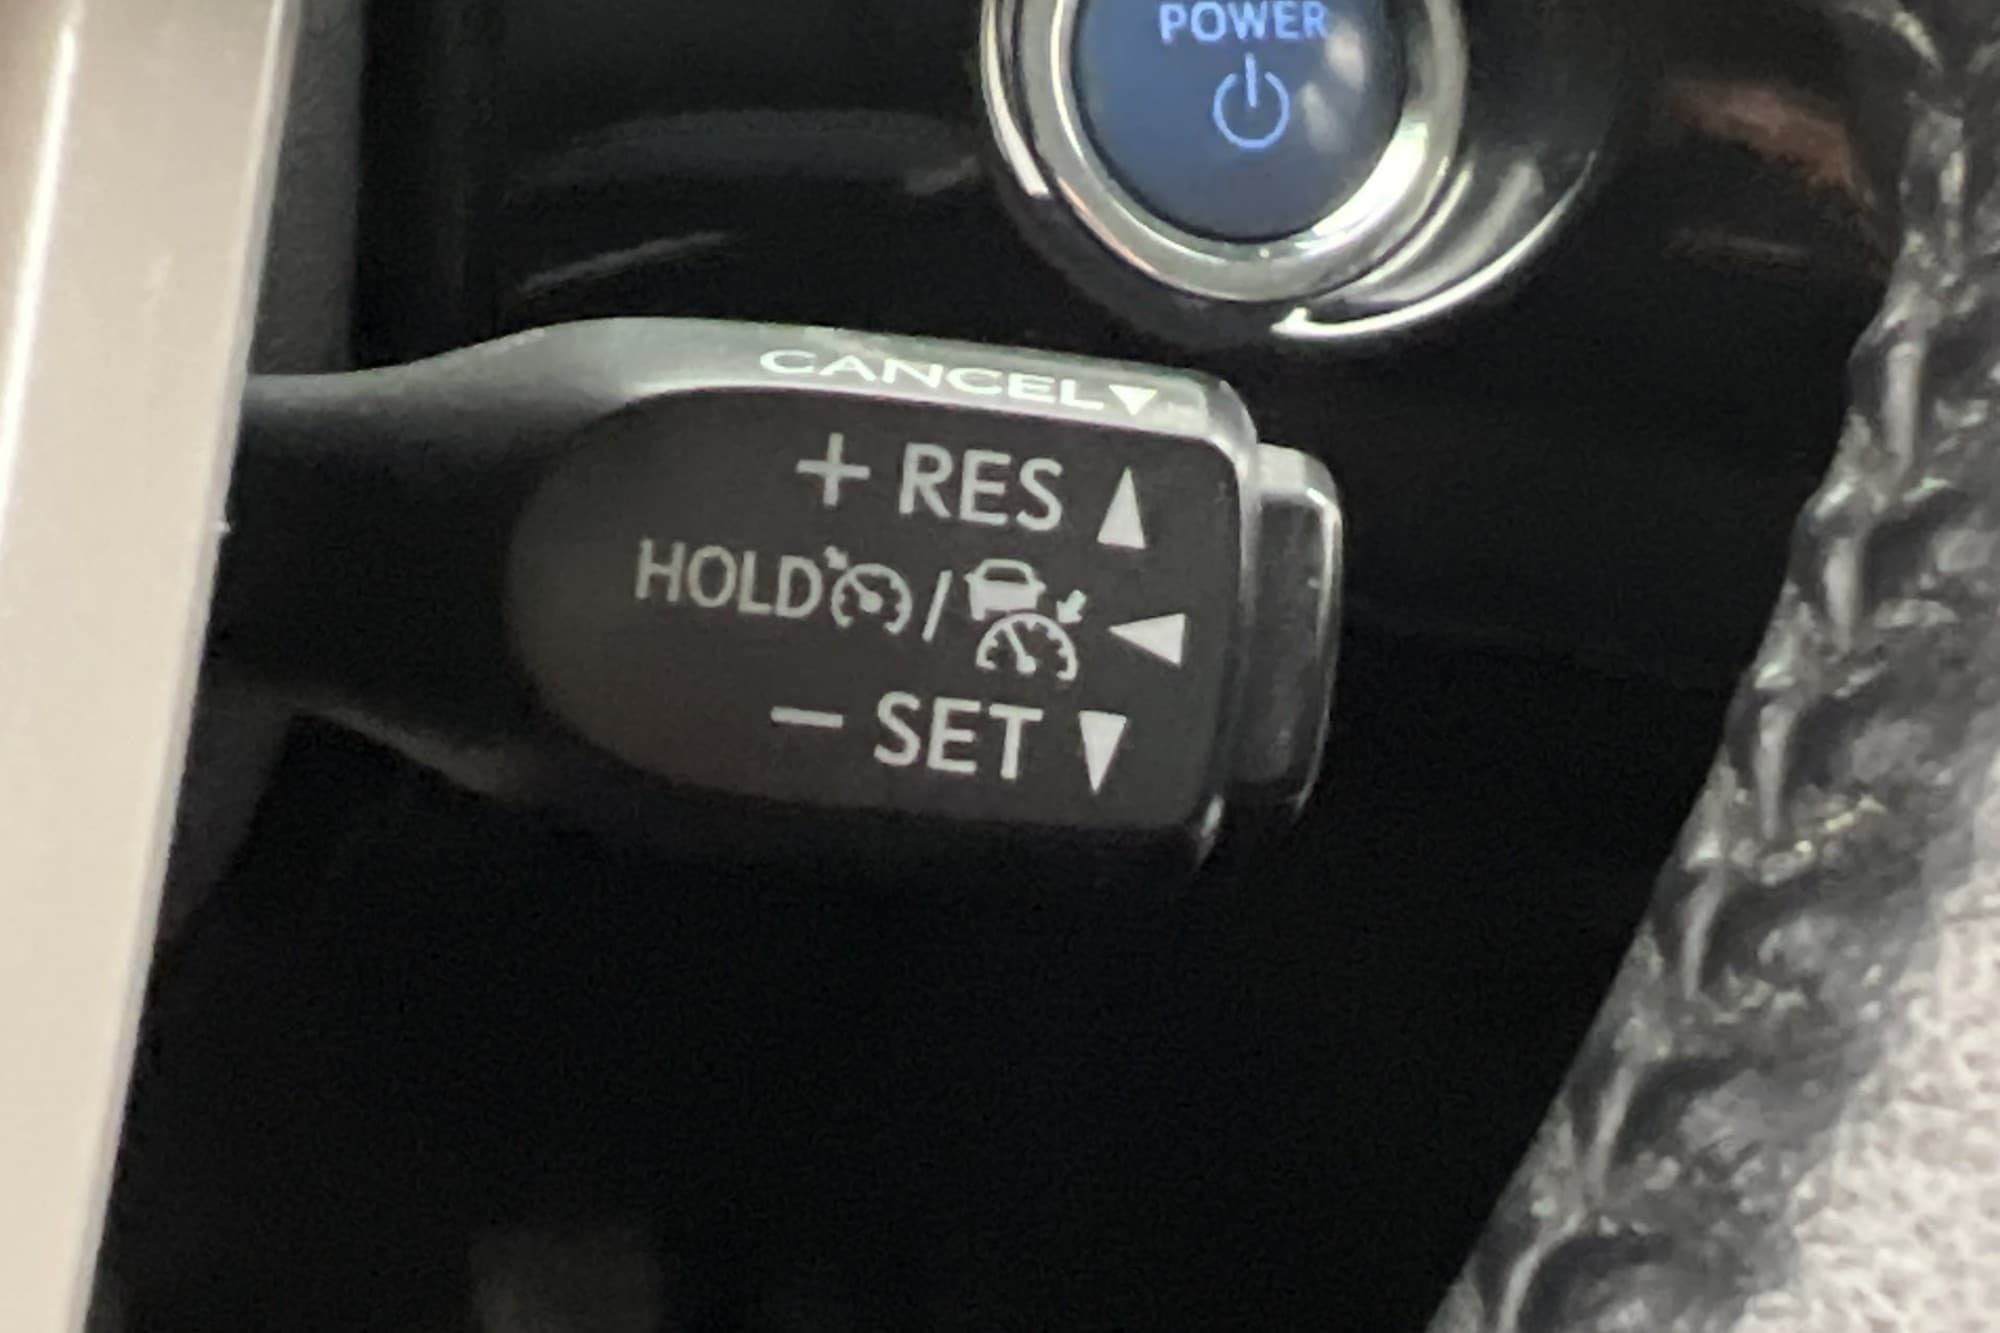 POWER
CANCEL
+ RES
HOLD /
− SET